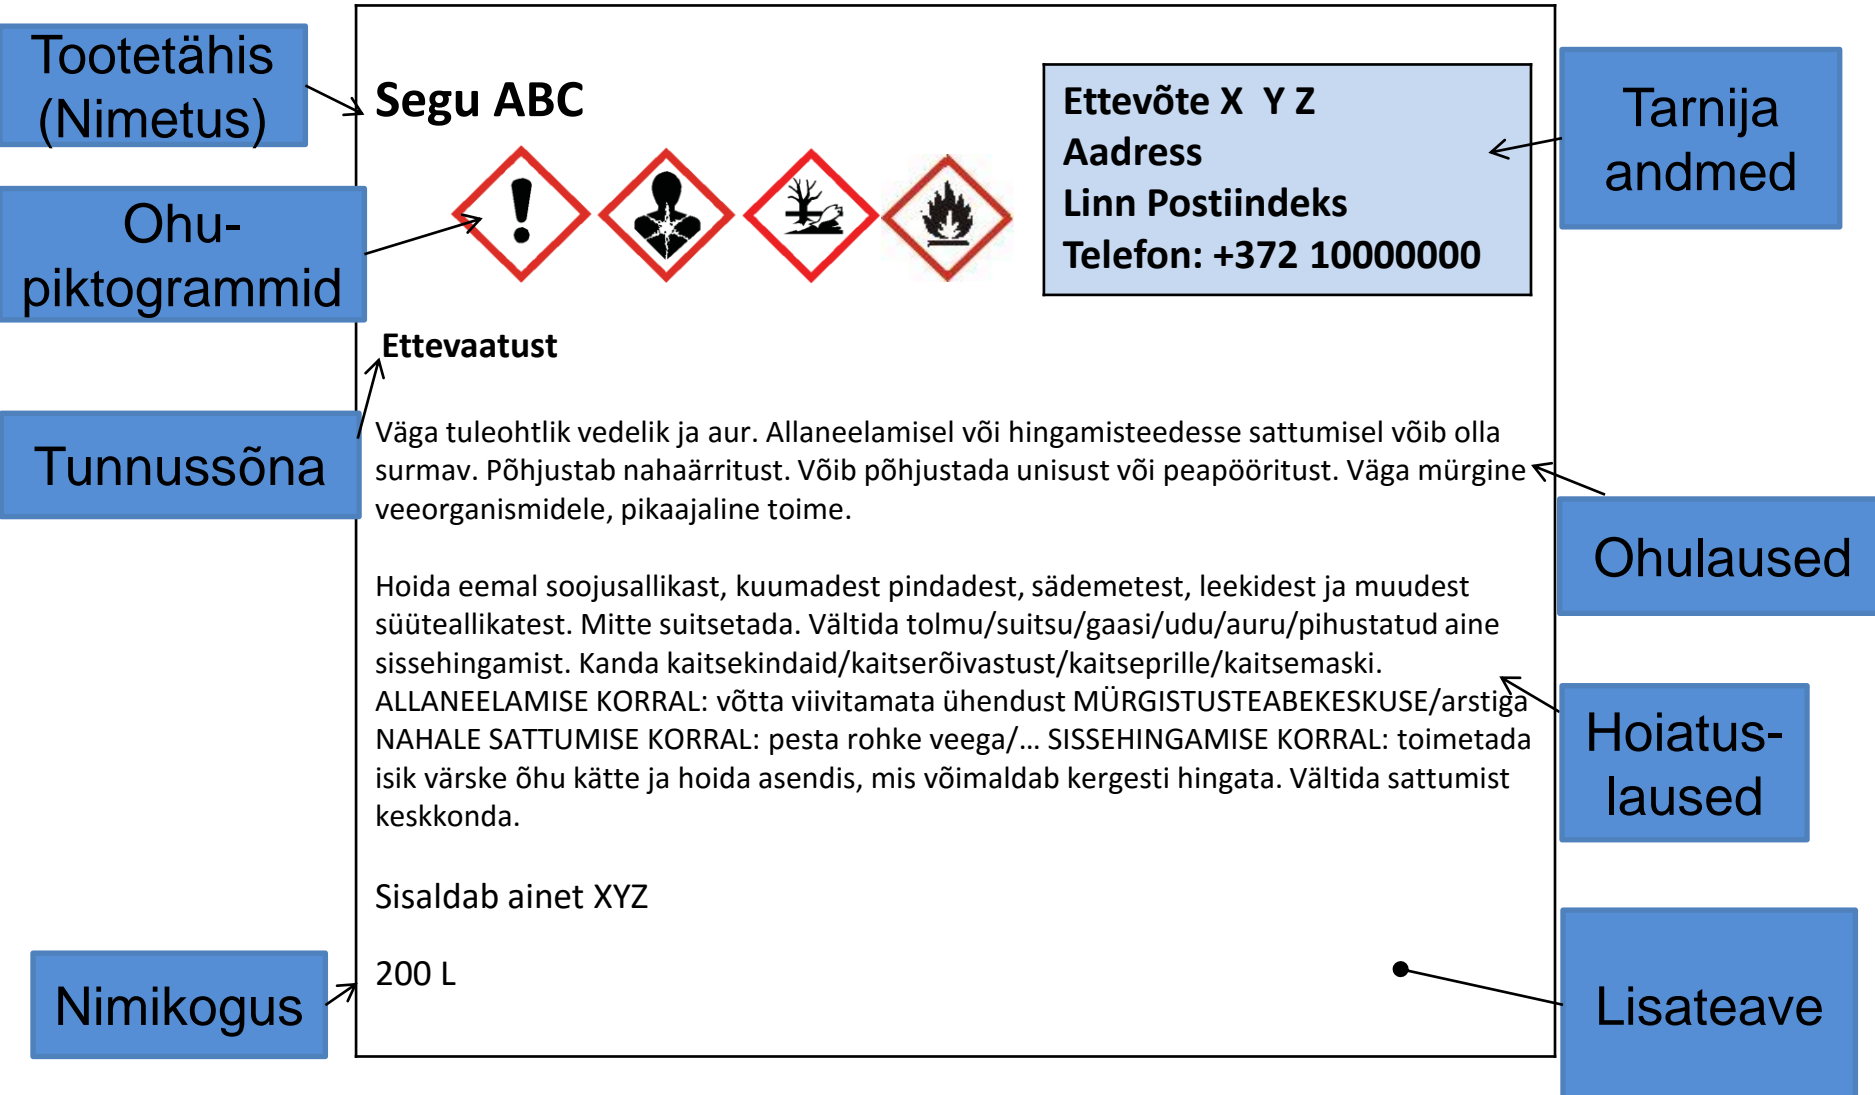 Tootetähis
(Nimetus)
Segu ABC
Ettevõte X Y Z
Aadress
Linn Postiindeks
Telefon: +372 10000000
Tarnija
andmed
Ohu-
piktogrammid
Ettevaatust
Tunnussõna
Väga tuleohtlik vedelik ja aur. Allaneelamisel või hingamisteedesse sattumisel võib olla
surmav. Põhjustab nahaärritust. Võib põhjustada unisust või peapööritust. Väga mürgine
veeorganismidele, pikaajaline toime.
Ohulaused
Hoida eemal soojusallikast, kuumadest pindadest, sädemetest, leekidest ja muudest
süüteallikatest. Mitte suitsetada. Vältida tolmu/suitsu/gaasi/udu/auru/pihustatud aine
sissehingamist. Kanda kaitsekindaid/kaitserõivastust/kaitseprille/kaitsemaski.
ALLANEELAMISE KORRAL: võtta viivitamata ühendust MÜRGISTUSTEABEKESKUSE/arstiga
NAHALE SATTUMISE KORRAL: pesta rohke veega/... SISSEHINGAMISE KORRAL: toimetada
isik värske õhu kätte ja hoida asendis, mis võimaldab kergesti hingata. Vältida sattumist
keskkonda.
Hoiatus-
laused
Sisaldab ainet XYZ
200 L
Nimikogus
Lisateave